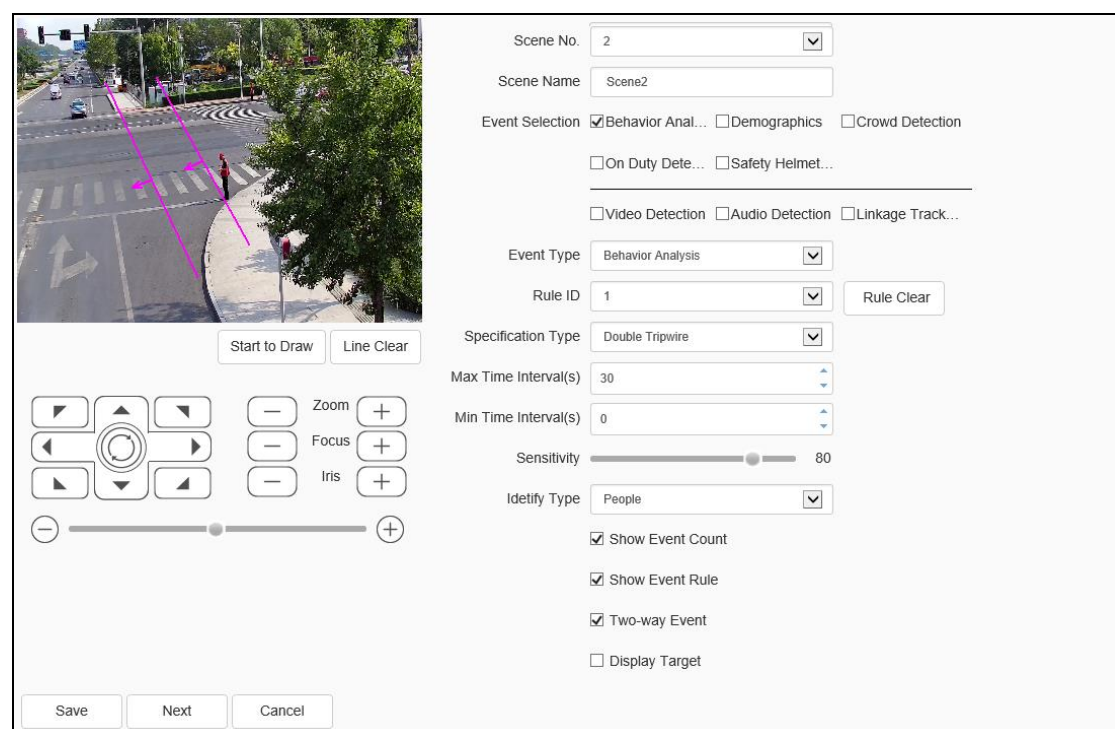 Scene No. 2
Scene Name Scene2
Event Selection Behavior Anal... Demographics Crowd Detection
On Duty Dete... Safety Helmet...
Video Detection Audio Detection Linkage Track...
Event Type Behavior Analysis
Rule ID 1 Rule Clear
Start to Draw Line Clear
Specification Type Double Tripwire
Max Time Interval(s) 30
Min Time Interval(s) 0
Zoom
Focus
Iris
Sensitivity 80
Idetify Type People
Show Event Count
Show Event Rule
Two-way Event
Display Target
Save Next Cancel